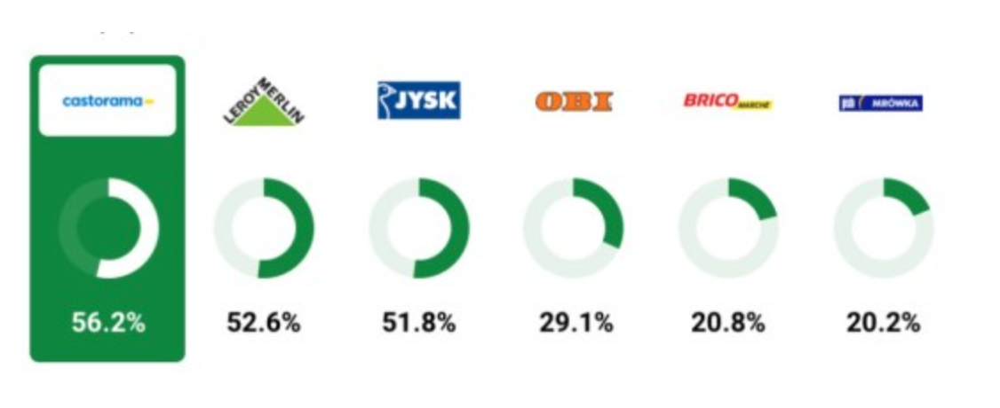 castorama
LEROY MERLIN
JYSK
OBI
BRICO MARCHÉ
MRÓWKA
56.2%
52.6%
51.8%
29.1%
20.8%
20.2%